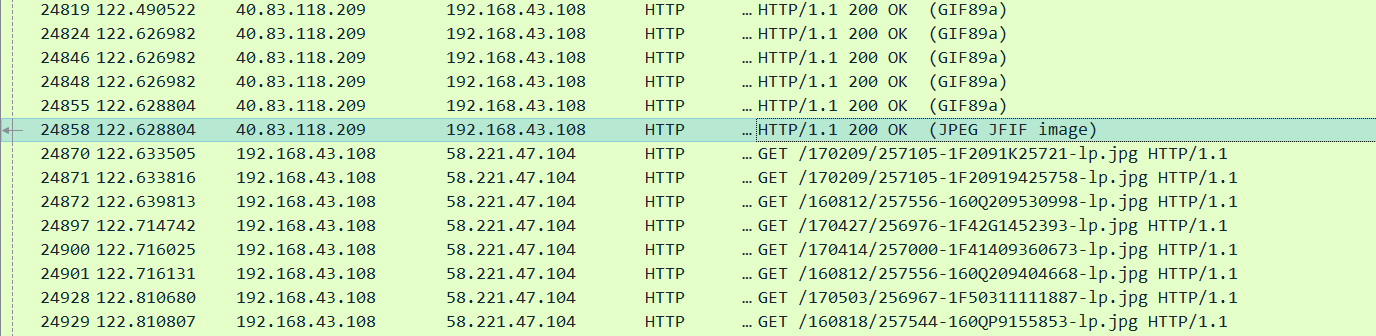 24819 122.490522 40.83.118.209 192.168.43.108 HTTP … HTTP/1.1 200 OK (GIF89a)
24824 122.626982 40.83.118.209 192.168.43.108 HTTP … HTTP/1.1 200 OK (GIF89a)
24846 122.626982 40.83.118.209 192.168.43.108 HTTP … HTTP/1.1 200 OK (GIF89a)
24848 122.626982 40.83.118.209 192.168.43.108 HTTP … HTTP/1.1 200 OK (GIF89a)
24855 122.628804 40.83.118.209 192.168.43.108 HTTP … HTTP/1.1 200 OK (GIF89a)
24858 122.628804 40.83.118.209 192.168.43.108 HTTP … HTTP/1.1 200 OK (JPEG JFIF image)
24870 122.633505 192.168.43.108 58.221.47.104 HTTP … GET /170209/257105-1F2091K25721-lp.jpg HTTP/1.1
24871 122.633816 192.168.43.108 58.221.47.104 HTTP … GET /170209/257105-1F20919425758-lp.jpg HTTP/1.1
24872 122.639813 192.168.43.108 58.221.47.104 HTTP … GET /160812/257556-160Q209530998-lp.jpg HTTP/1.1
24897 122.714742 192.168.43.108 58.221.47.104 HTTP … GET /170427/256976-1F42G1452393-lp.jpg HTTP/1.1
24900 122.716025 192.168.43.108 58.221.47.104 HTTP … GET /170414/257000-1F41409360673-lp.jpg HTTP/1.1
24901 122.716131 192.168.43.108 58.221.47.104 HTTP … GET /160812/257556-160Q209404668-lp.jpg HTTP/1.1
24928 122.810680 192.168.43.108 58.221.47.104 HTTP … GET /170503/256967-1F50311111887-lp.jpg HTTP/1.1
24929 122.810807 192.168.43.108 58.221.47.104 HTTP … GET /160818/257544-160QP9155853-lp.jpg HTTP/1.1